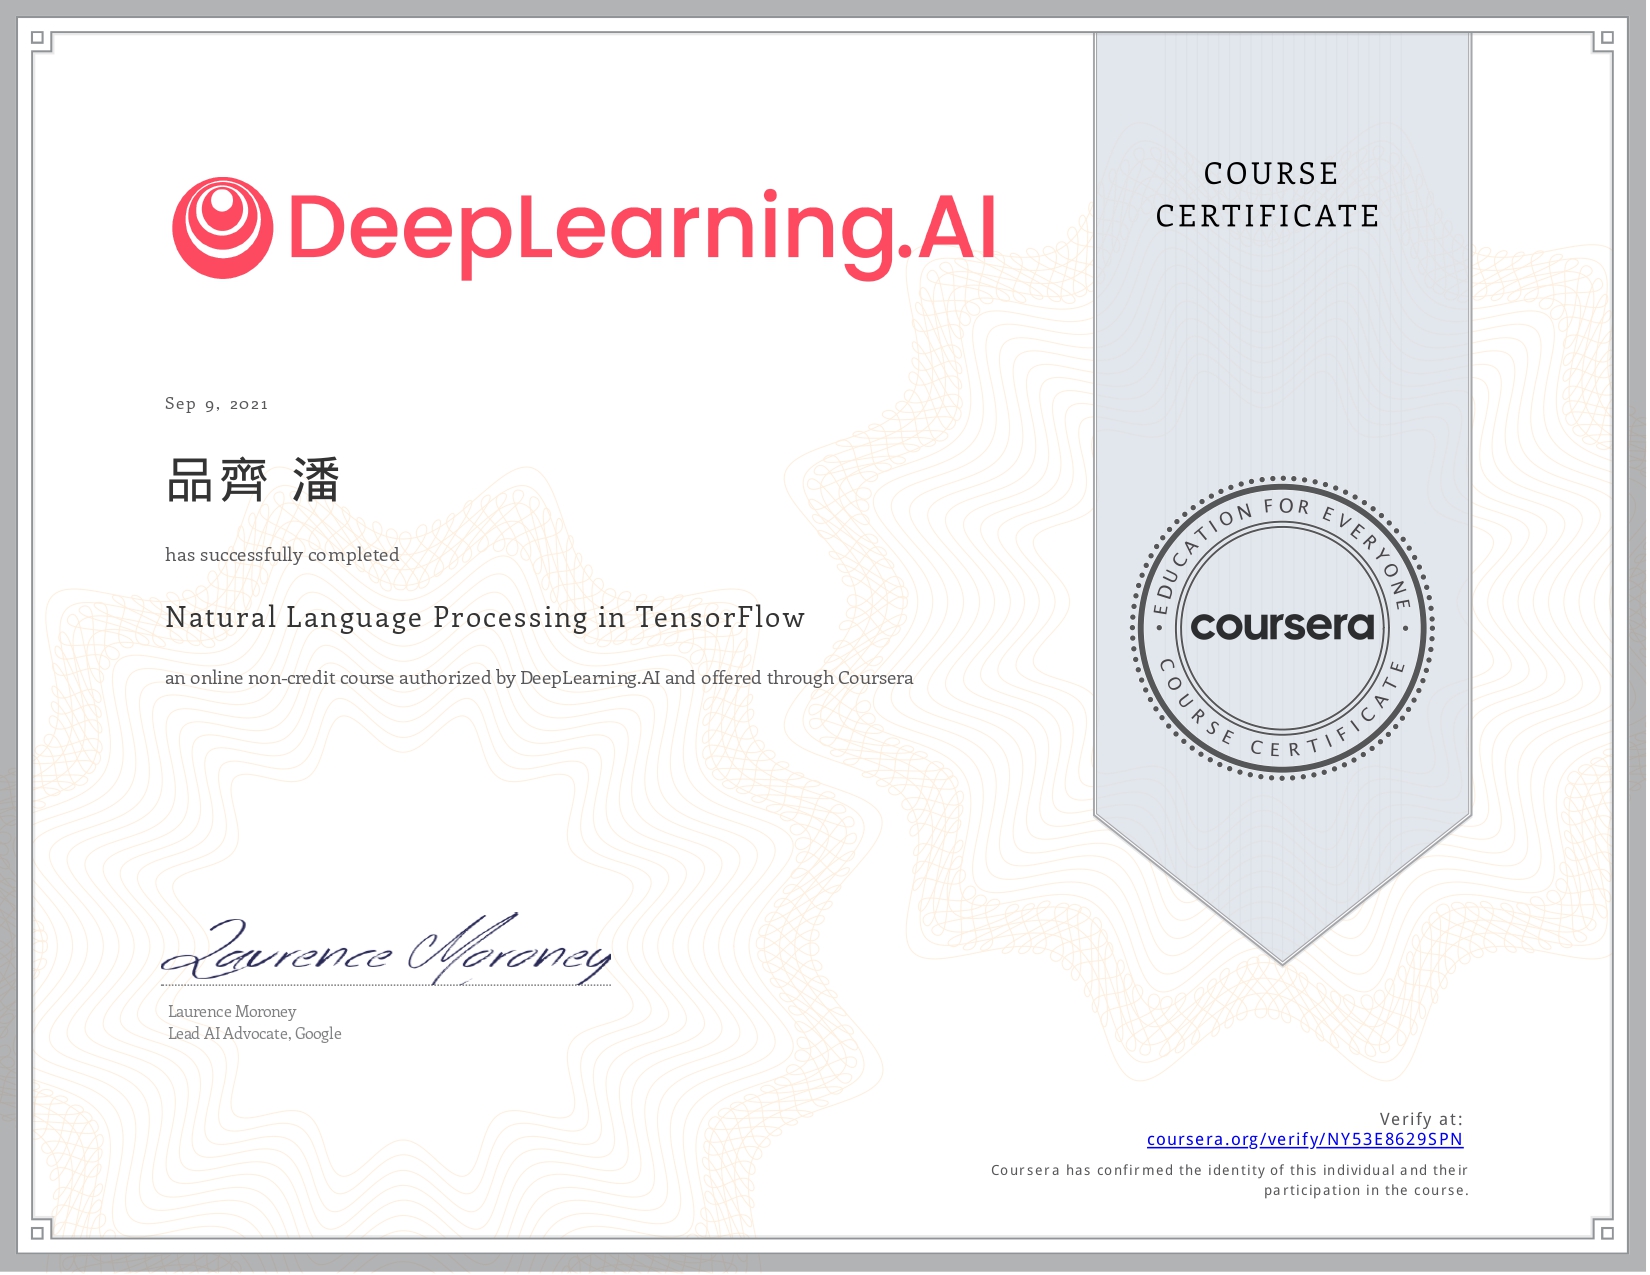 DeepLearning.AI
COURSE
CERTIFICATE
Sep 9, 2021
品齊 潘
has successfully completed
Natural Language Processing in TensorFlow
an online non-credit course authorized by DeepLearning.AI and offered through Coursera
EDUCATION FOR EVERYONE
coursera
COURSE CERTIFICATE
Laurence Moroney
Laurence Moroney
Lead AI Advocate, Google
Verify at:
coursera.org/verify/NY53E8629SPN
Coursera has confirmed the identity of this individual and their
participation in the course.